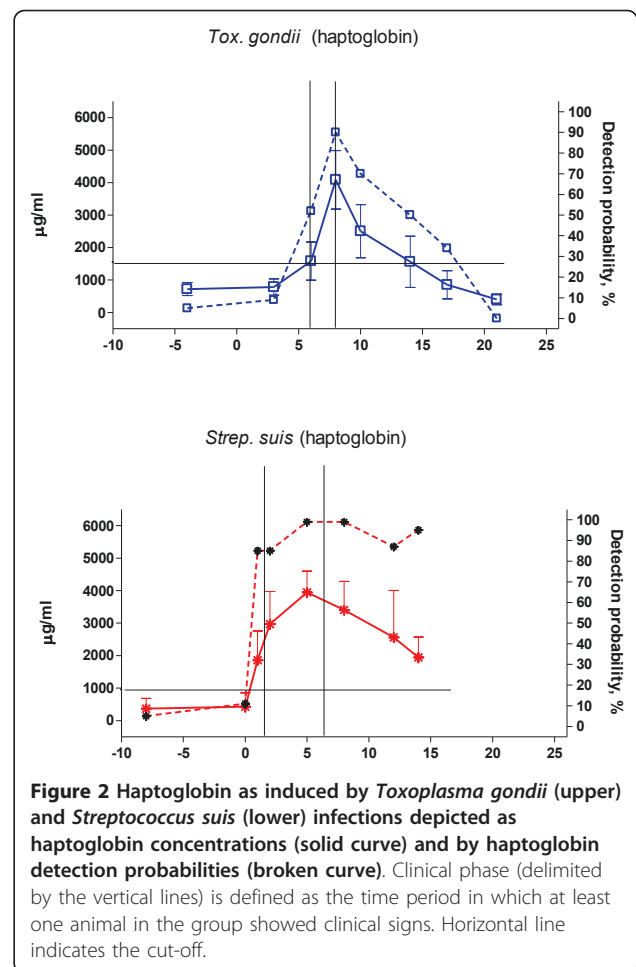 Tox. gondii (haptoglobin)
6000
5000
4000
3000
2000
1000
0
µg/ml
100
90
80
70
60
50
40
30
20
10
0
Detection probability, %
-10 -5 0 5 10 15 20 25
Strep. suis (haptoglobin)
6000
5000
4000
3000
2000
1000
0
µg/ml
100
90
80
70
60
50
40
30
20
10
0
Detection probability, %
-10 -5 0 5 10 15 20
Figure 2 Haptoglobin as induced by Toxoplasma gondii (upper)
and Streptococcus suis (lower) infections depicted as
haptoglobin concentrations (solid curve) and by haptoglobin
detection probabilities (broken curve). Clinical phase (delimited
by the vertical lines) is defined as the time period in which at least
one animal in the group showed clinical signs. Horizontal line
indicates the cut-off.